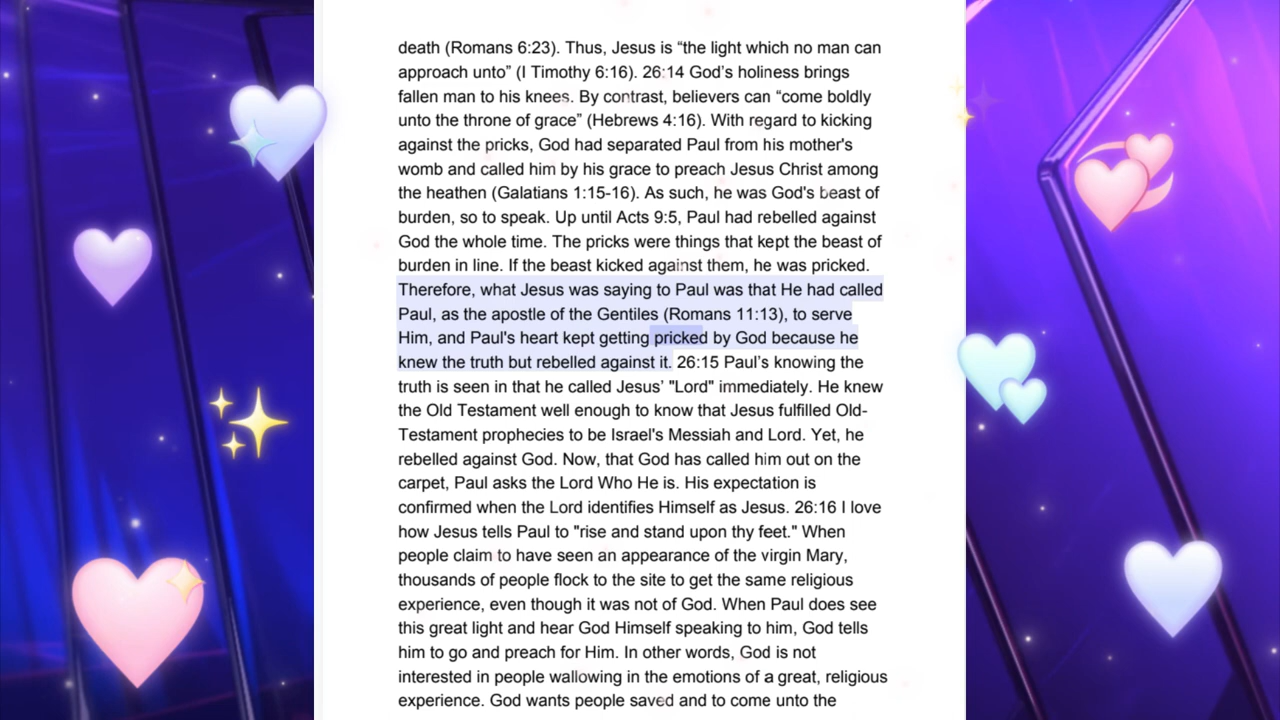 death (Romans 6:23). Thus, Jesus is “the light which no man can
approach unto” (I Timothy 6:16). 26:14 God’s holiness brings
fallen man to his knees. By contrast, believers can “come boldly
unto the throne of grace” (Hebrews 4:16). With regard to kicking
against the pricks, God had separated Paul from his mother's
womb and called him by his grace to preach Jesus Christ among
the heathen (Galatians 1:15-16). As such, he was God's beast of
burden, so to speak. Up until Acts 9:5, Paul had rebelled against
God the whole time. The pricks were things that kept the beast of
burden in line. If the beast kicked against them, he was pricked.
Therefore, what Jesus was saying to Paul was that He had called
Paul, as the apostle of the Gentiles (Romans 11:13), to serve
Him, and Paul's heart kept getting pricked by God because he
knew the truth but rebelled against it. 26:15 Paul’s knowing the
truth is seen in that he called Jesus’ "Lord" immediately. He knew
the Old Testament well enough to know that Jesus fulfilled Old-
Testament prophecies to be Israel's Messiah and Lord. Yet, he
rebelled against God. Now, that God has called him out on the
carpet, Paul asks the Lord Who He is. His expectation is
confirmed when the Lord identifies Himself as Jesus. 26:16 I love
how Jesus tells Paul to "rise and stand upon thy feet." When
people claim to have seen an appearance of the virgin Mary,
thousands of people flock to the site to get the same religious
experience, even though it was not of God. When Paul does see
this great light and hear God Himself speaking to him, God tells
him to go and preach for Him. In other words, God is not
interested in people wallowing in the emotions of a great, religious
experience. God wants people saved and to come unto the